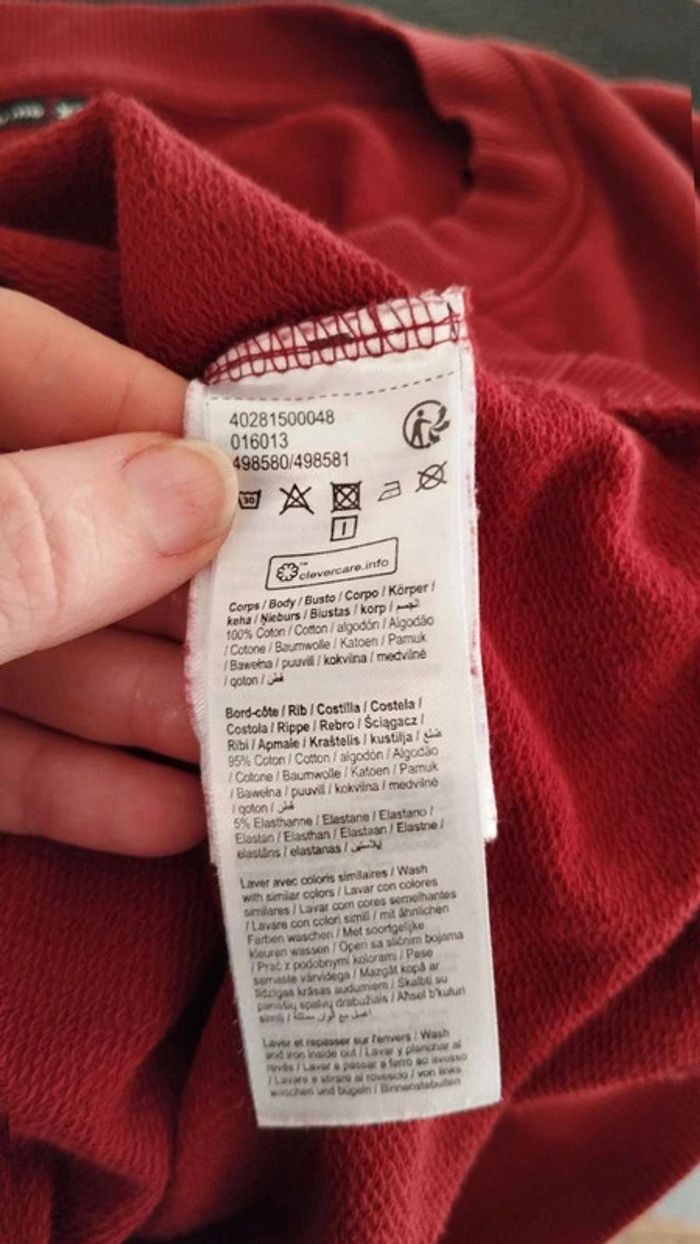 40281500048
016013
498580/498581
30
clevercare.info
Corps / Body / Busto / Corpo / Körper /
keha / Ņieburs / Blustas / korp / الجسم
100% Coton / Cotton / algodón / Algodão
/ Cotone / Baumwolle / Katoen / Pamuk
/ Bawełna / puuvill / kokvilna / medvilnė
/ qoton / قطن
Bord-côte / Rib / Costilla / Costela /
Costola / Rippe / Rebro / Ściągacz /
Ribi / Apmale / Kraštelis / kustilja / ضلع
95% Coton / Cotton / algodón / Algodão
/ Cotone / Baumwolle / Katoen / Pamuk
/ Bawełna / puuvill / kokvilna / medvilnė
/ qoton / قطن
5% Elasthanne / Elastane / Elastano /
Elastan / Elasthan / Elastaan / Elastne /
elastāns / elastanas / إيلاستين
Laver avec coloris similaires / Wash
with similar colors / Lavar con colores
similares / Lavar com cores semelhantes
/ Lavare con colori simili / mit ähnlichen
Farben waschen / Met soortgelijke
kleuren wassen / Operi sa sličnim bojama
/ Prać z podobnymi kolorami / Pese
samaste värvidega / Mazgāt kopā ar
līdzīgas krāsas audumiem / Skalbti su
panašių spalvų drabužiais / Ahsel b'kulun
simili / اغسل مع ألوان مماثلة
Laver et repasser sur l'envers / Wash
and iron inside out / Lavar y planchar al
revés / Lavar e passar a ferro ao avesso
/ Lavare e stirare al rovescio / von links
waschen und bügeln / Binnenstebuiten